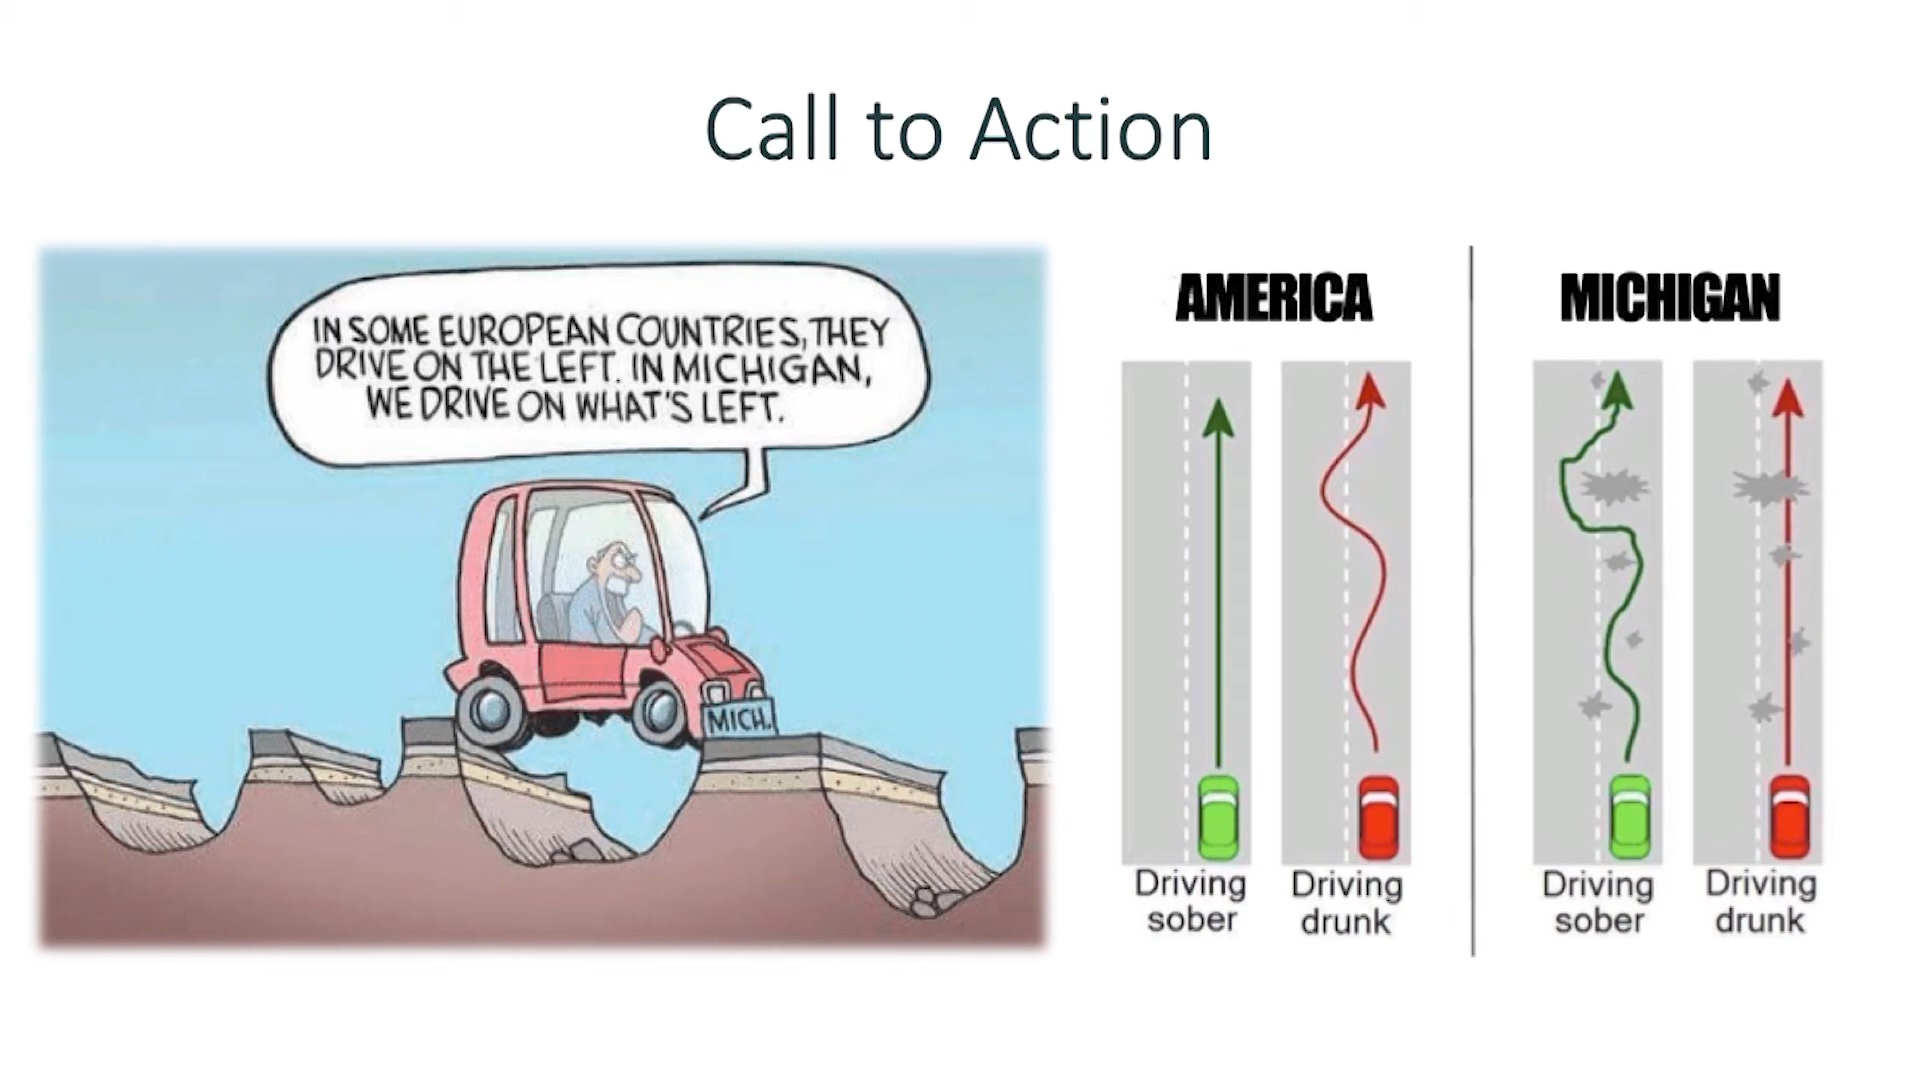 Call to Action
IN SOME EUROPEAN COUNTRIES, THEY
DRIVE ON THE LEFT. IN MICHIGAN,
WE DRIVE ON WHAT'S LEFT.
MICH.
AMERICA
MICHIGAN
Driving
sober
Driving
drunk
Driving
sober
Driving
drunk